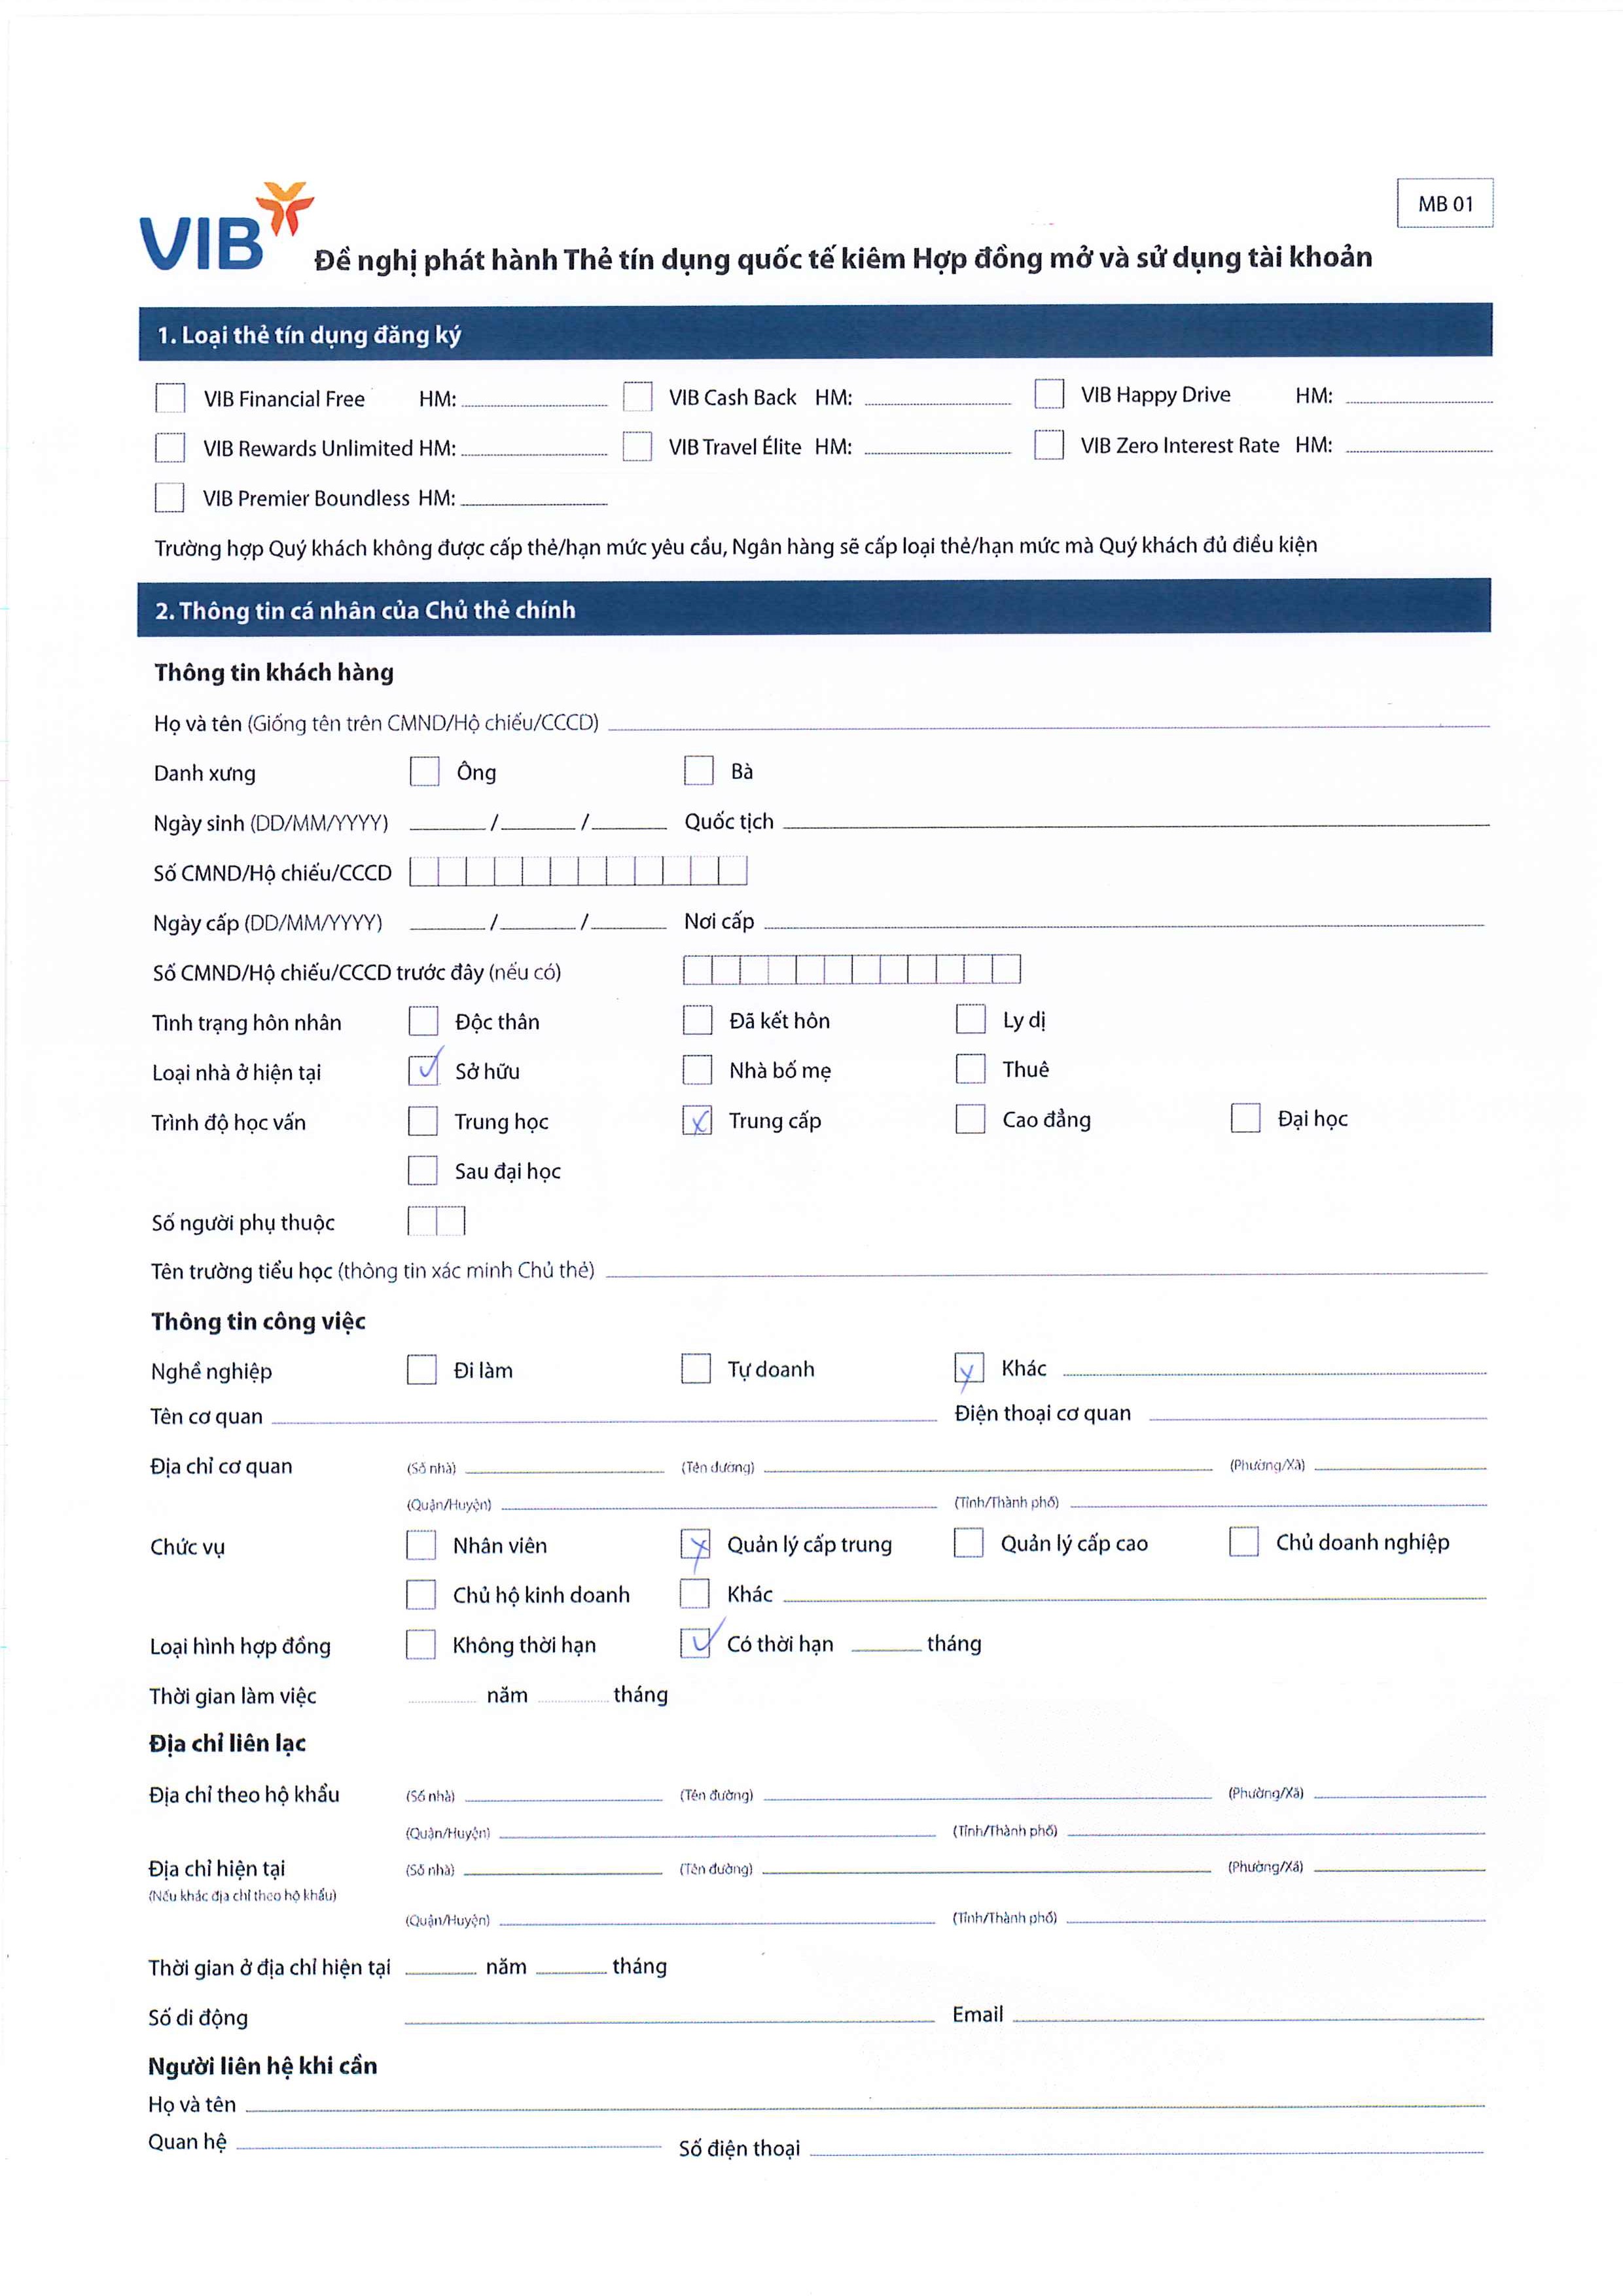 MB 01
VIB
Đề nghị phát hành Thẻ tín dụng quốc tế kiêm Hợp đồng mở và sử dụng tài khoản
1. Loại thẻ tín dụng đăng ký
VIB Financial Free HM: VIB Cash Back HM: VIB Happy Drive HM:
VIB Rewards Unlimited HM: VIB Travel Élite HM: VIB Zero Interest Rate HM:
VIB Premier Boundless HM:
Trường hợp Quý khách không được cấp thẻ/hạn mức yêu cầu, Ngân hàng sẽ cấp loại thẻ/hạn mức mà Quý khách đủ điều kiện
2. Thông tin cá nhân của Chủ thẻ chính
Thông tin khách hàng
Họ và tên (Giống tên trên CMND/Hộ chiếu/CCCD)
Danh xưng Ông Bà
Ngày sinh (DD/MM/YYYY) / / Quốc tịch
Số CMND/Hộ chiếu/CCCD
Ngày cấp (DD/MM/YYYY) / / Nơi cấp
Số CMND/Hộ chiếu/CCCD trước đây (nếu có)
Tình trạng hôn nhân Độc thân Đã kết hôn Ly dị
Loại nhà ở hiện tại ✓ Sở hữu Nhà bố mẹ Thuê
Trình độ học vấn Trung học x Trung cấp Cao đẳng Đại học
Sau đại học
Số người phụ thuộc
Tên trường tiểu học (thông tin xác minh Chủ thẻ)
Thông tin công việc
Nghề nghiệp Đi làm Tự doanh x Khác
Tên cơ quan Điện thoại cơ quan
Địa chỉ cơ quan (Số nhà) (Tên đường) (Phường/Xã)
(Quận/Huyện) (Tỉnh/Thành phố)
Chức vụ Nhân viên x Quản lý cấp trung Quản lý cấp cao Chủ doanh nghiệp
Chủ hộ kinh doanh Khác
Loại hình hợp đồng Không thời hạn ✓ Có thời hạn tháng
Thời gian làm việc năm tháng
Địa chỉ liên lạc
Địa chỉ theo hộ khẩu (Số nhà) (Tên đường) (Phường/Xã)
(Quận/Huyện) (Tỉnh/Thành phố)
Địa chỉ hiện tại (Số nhà) (Tên đường) (Phường/Xã)
(Nếu khác địa chỉ theo hộ khẩu)
(Quận/Huyện) (Tỉnh/Thành phố)
Thời gian ở địa chỉ hiện tại năm tháng
Số di động Email
Người liên hệ khi cần
Họ và tên
Quan hệ Số điện thoại